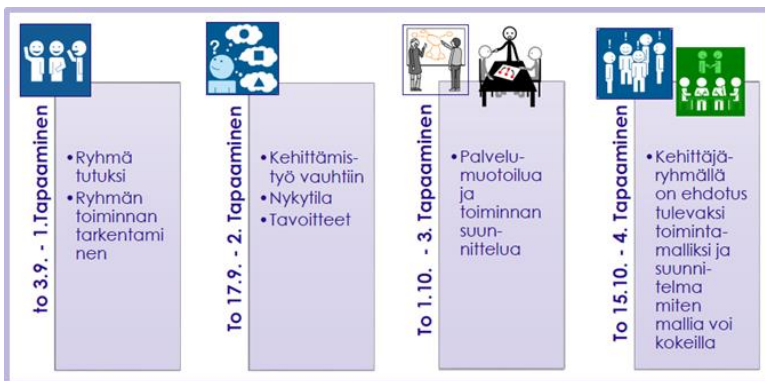 to 3.9. - 1.Tapaaminen
• Ryhmä
tutuksi
• Ryhmän
toiminnan
tarkentami
nen
To 17.9. - 2. Tapaaminen
• Kehittämis-
työ vauhtiin
• Nykytila
• Tavoitteet
To 1.10. - 3. Tapaaminen
• Palvelu-
muotoilua
ja
toiminnan
suun-
nittelua
To 15.10. - 4. Tapaaminen
• Kehittäjä-
ryhmällä
on ehdotus
tulevaksi
toiminta-
malliksi ja
suunni-
telma
miten
mallia voi
kokeilla